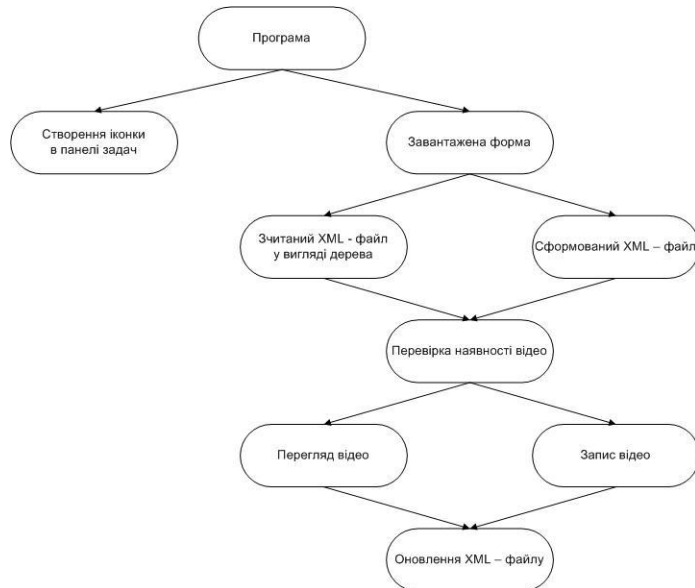 Програма
Створення іконки
в панелі задач
Завантажена форма
Зчитаний XML - файл
у вигляді дерева
Сформований XML – файл
Перевірка наявності відео
Перегляд відео
Запис відео
Оновлення XML – файлу